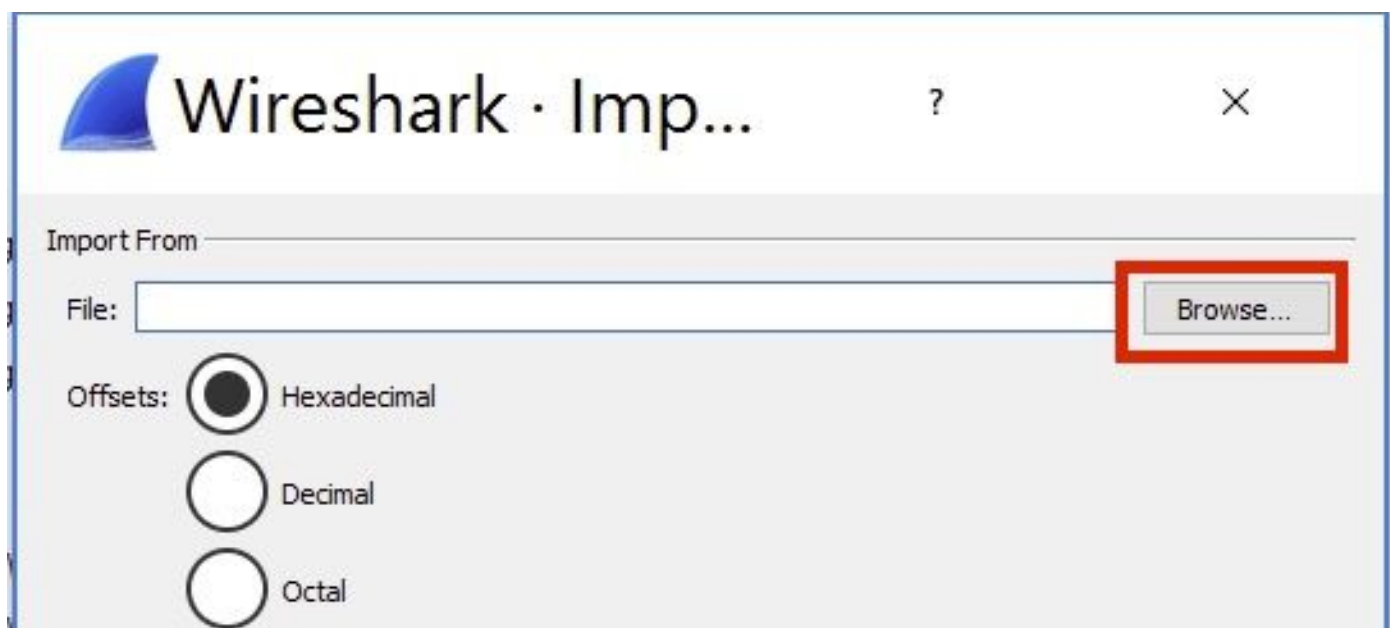 Wireshark · Imp...
?
Import From
File:
Browse...
Offsets: Hexadecimal
Decimal
Octal